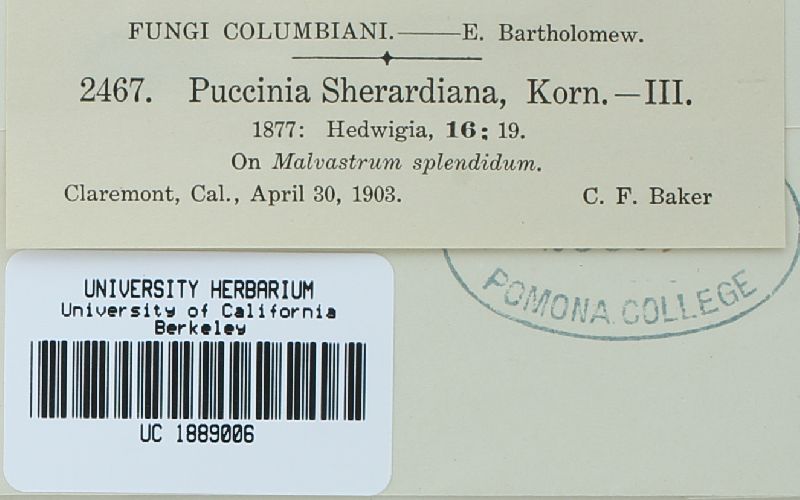 FUNGI COLUMBIANI.——E. Bartholomew.
2467. Puccinia Sherardiana, Korn.—III.
1877: Hedwigia, 16: 19.
On Malvastrum splendidum.
Claremont, Cal., April 30, 1903. C. F. Baker
POMONA COLLEGE
UNIVERSITY HERBARIUM
University of California
Berkeley
UC 1889006